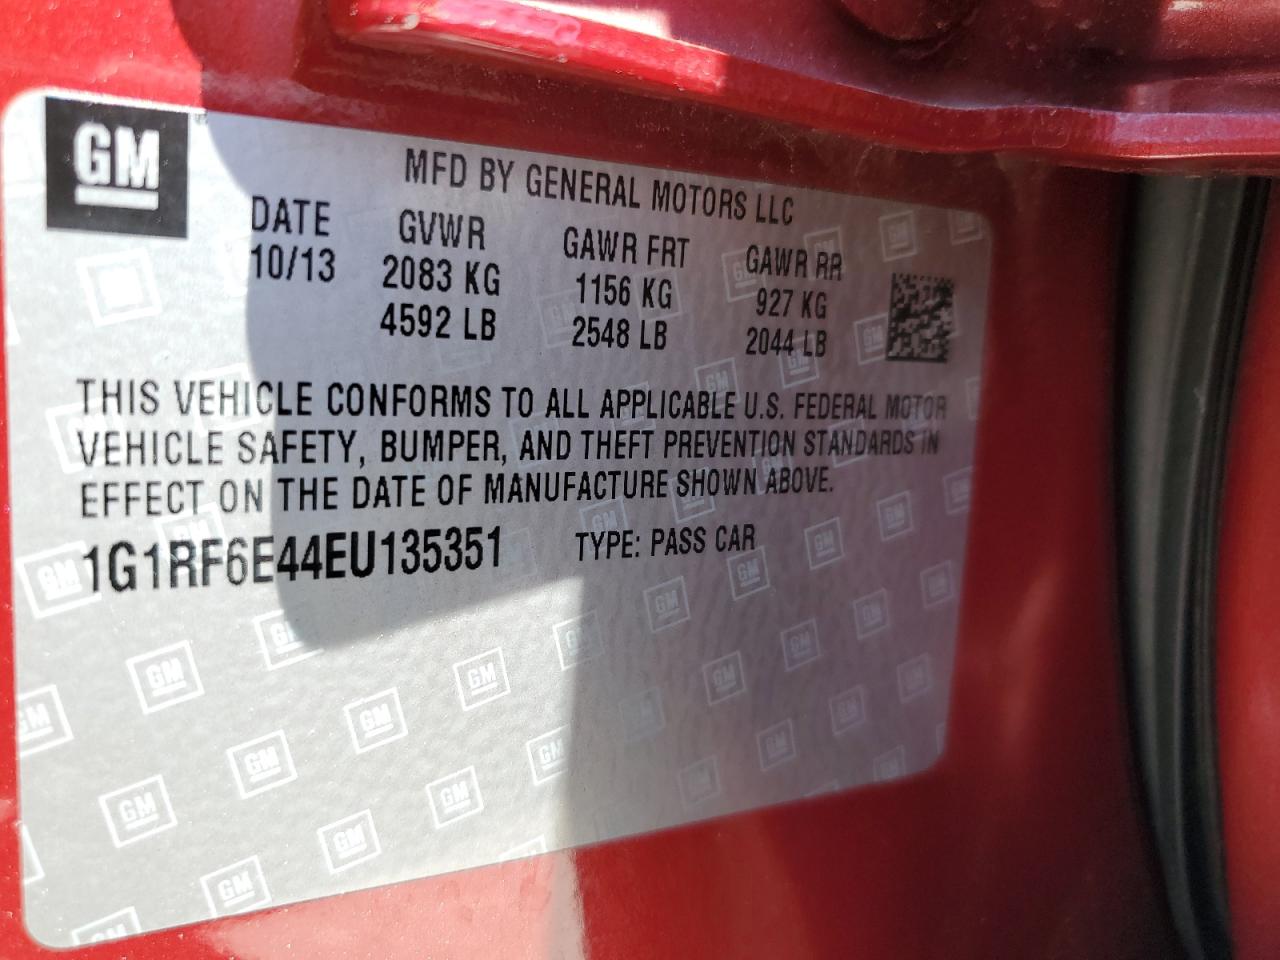 GM
MFD BY GENERAL MOTORS LLC
DATE GVWR GAWR FRT GAWR RR
10/13 2083 KG 1156 KG 927 KG
4592 LB 2548 LB 2044 LB
THIS VEHICLE CONFORMS TO ALL APPLICABLE U.S. FEDERAL MOTOR
VEHICLE SAFETY, BUMPER, AND THEFT PREVENTION STANDARDS IN
EFFECT ON THE DATE OF MANUFACTURE SHOWN ABOVE.
1G1RF6E44EU135351 TYPE: PASS CAR